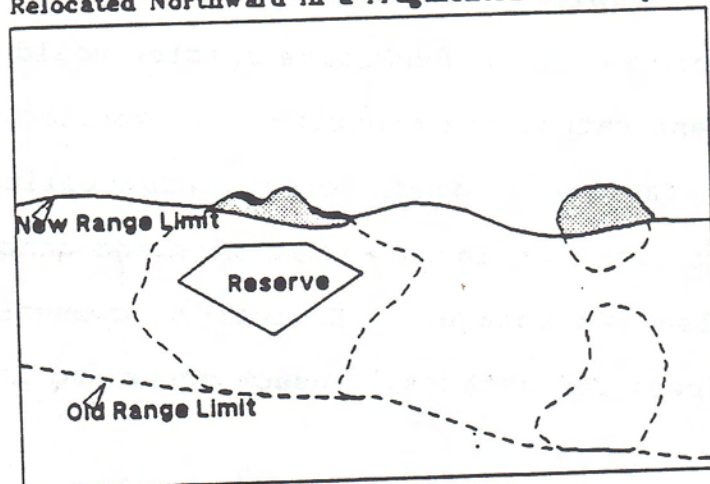 Relocated Northward in a Fragmented
New Range Limit
Reserve
Old Range Limit